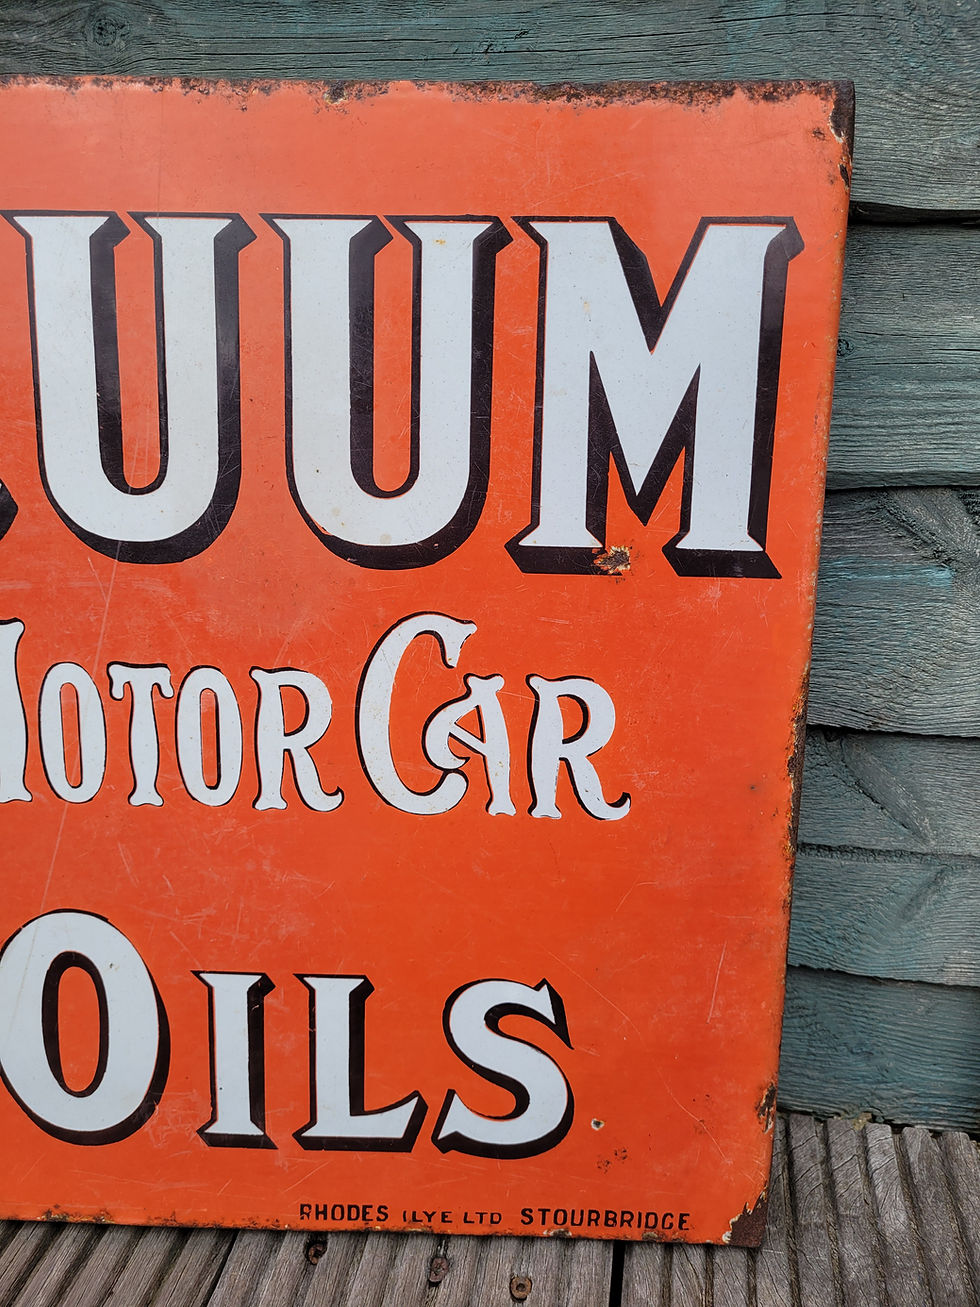 UUM
MOTOR CAR
OILS
RHODES (LYE LTD STOURBRIDGE